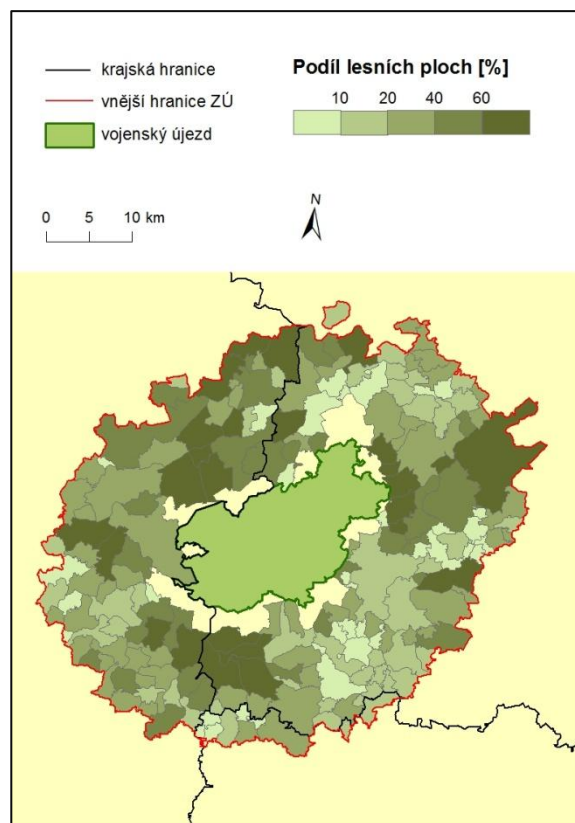 krajská hranice
vnější hranice ZÚ
vojenský újezd
Podíl lesních ploch [%]
10 20 40 60
0 5 10 km
N